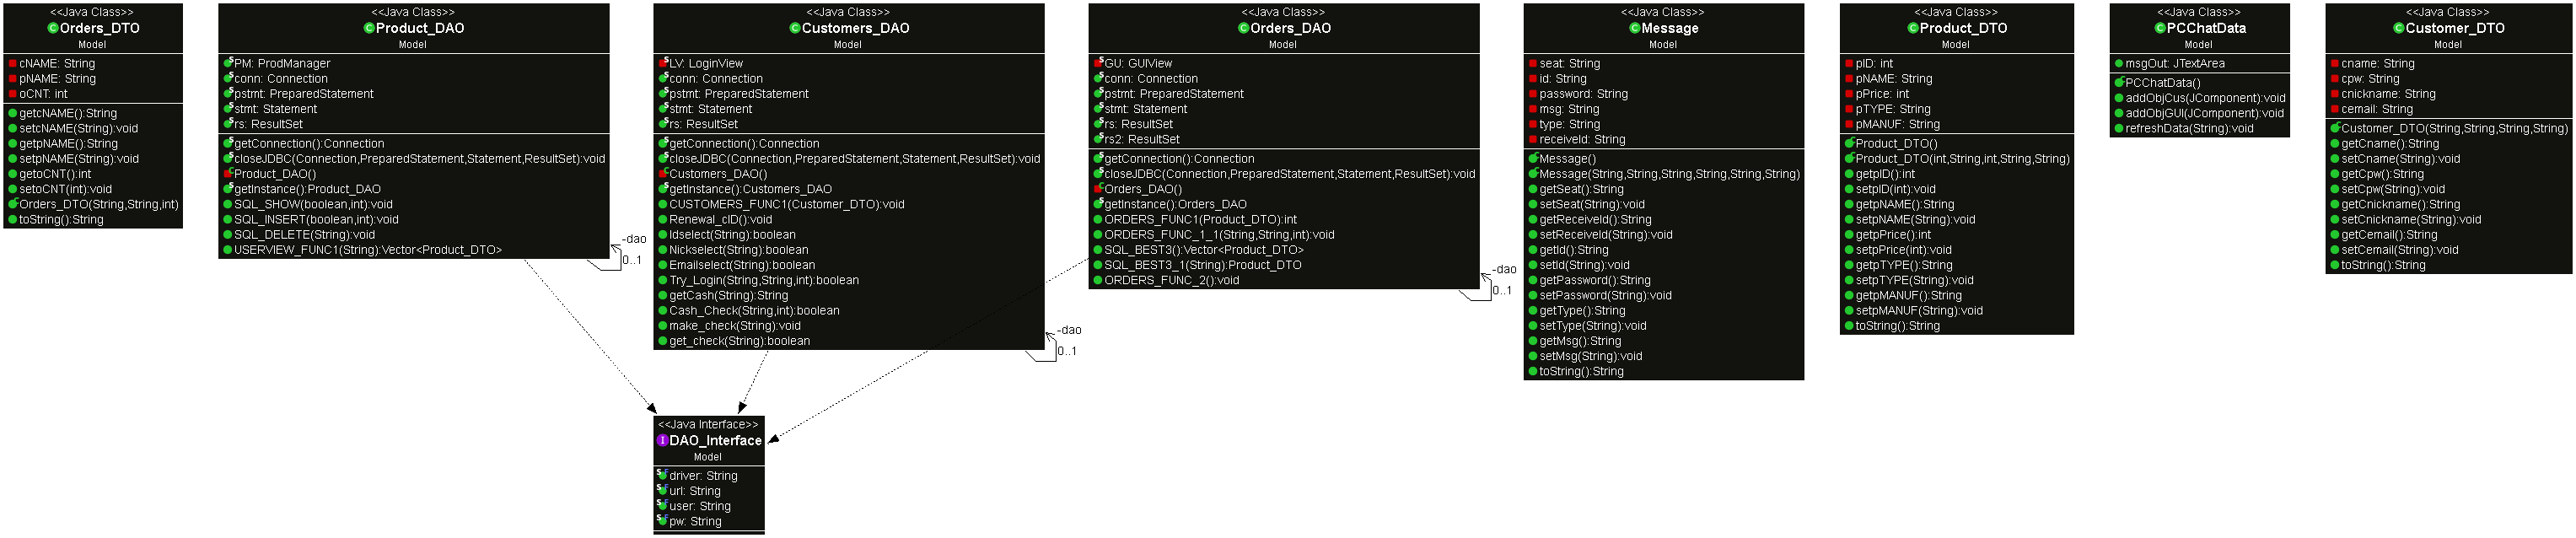 <<Java Class>>
Orders_DTO
Model
cNAME: String
pNAME: String
oCNT: int
getcNAME():String
setcNAME(String):void
getpNAME():String
setpNAME(String):void
getoCNT():int
setoCNT(int):void
Orders_DTO(String,String,int)
toString():String
<<Java Class>>
Product_DAO
Model
PM: ProdManager
conn: Connection
pstmt: PreparedStatement
stmt: Statement
rs: ResultSet
getConnection():Connection
closeJDBC(Connection,PreparedStatement,Statement,ResultSet):void
Product_DAO()
getInstance():Product_DAO
SQL_SHOW(boolean,int):void
SQL_INSERT(boolean,int):void
SQL_DELETE(String):void
USERVIEW_FUNC1(String):Vector<Product_DTO>
-dao
0..1
<<Java Class>>
Customers_DAO
Model
LV: LoginView
conn: Connection
pstmt: PreparedStatement
stmt: Statement
rs: ResultSet
getConnection():Connection
closeJDBC(Connection,PreparedStatement,Statement,ResultSet):void
Customers_DAO()
getInstance():Customers_DAO
CUSTOMERS_FUNC1(Customer_DTO):void
Renewal_cID():void
Idselect(String):boolean
Nickselect(String):boolean
Emailselect(String):boolean
Try_Login(String,String,int):boolean
getCash(String):String
Cash_Check(String,int):boolean
make_check(String):void
get_check(String):boolean
-dao
0..1
<<Java Class>>
Orders_DAO
Model
GU: GUIView
conn: Connection
pstmt: PreparedStatement
stmt: Statement
rs: ResultSet
rs2: ResultSet
getConnection():Connection
closeJDBC(Connection,PreparedStatement,Statement,ResultSet):void
Orders_DAO()
getInstance():Orders_DAO
ORDERS_FUNC1(Product_DTO):int
ORDERS_FUNC_1_1(String,String,int):void
SQL_BEST3():Vector<Product_DTO>
SQL_BEST3_1(String):Product_DTO
ORDERS_FUNC_2():void
-dao
0..1
<<Java Class>>
Message
Model
seat: String
id: String
password: String
msg: String
type: String
receiveId: String
Message()
Message(String,String,String,String,String,String)
getSeat():String
setSeat(String):void
getReceiveId():String
setReceiveId(String):void
getId():String
setId(String):void
getPassword():String
setPassword(String):void
getType():String
setType(String):void
getMsg():String
setMsg(String):void
toString():String
<<Java Class>>
Product_DTO
Model
pID: int
pNAME: String
pPrice: int
pTYPE: String
pMANUF: String
Product_DTO()
Product_DTO(int,String,int,String,String)
getpID():int
setpID(int):void
getpNAME():String
setpNAME(String):void
getpPrice():int
setpPrice(int):void
getpTYPE():String
setpTYPE(String):void
getpMANUF():String
setpMANUF(String):void
toString():String
<<Java Class>>
PCChatData
Model
msgOut: JTextArea
PCChatData()
addObjCus(JComponent):void
addObjGUI(JComponent):void
refreshData(String):void
<<Java Class>>
Customer_DTO
Model
cname: String
cpw: String
cnickname: String
cemail: String
Customer_DTO(String,String,String,String)
getCname():String
setCname(String):void
getCpw():String
setCpw(String):void
getCnickname():String
setCnickname(String):void
getCemail():String
setCemail(String):void
toString():String
<<Java Interface>>
DAO_Interface
Model
driver: String
url: String
user: String
pw: String